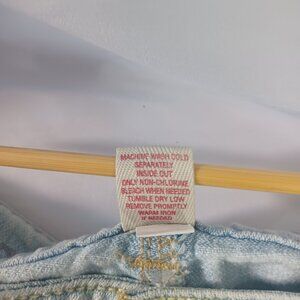 MACHINE WASH COLD
SEPARATELY
INSIDE OUT
ONLY NON-CHLORINE
BLEACH WHEN NEEDED
TUMBLE DRY LOW
REMOVE PROMPTLY
WARM IRON
IF NEEDED